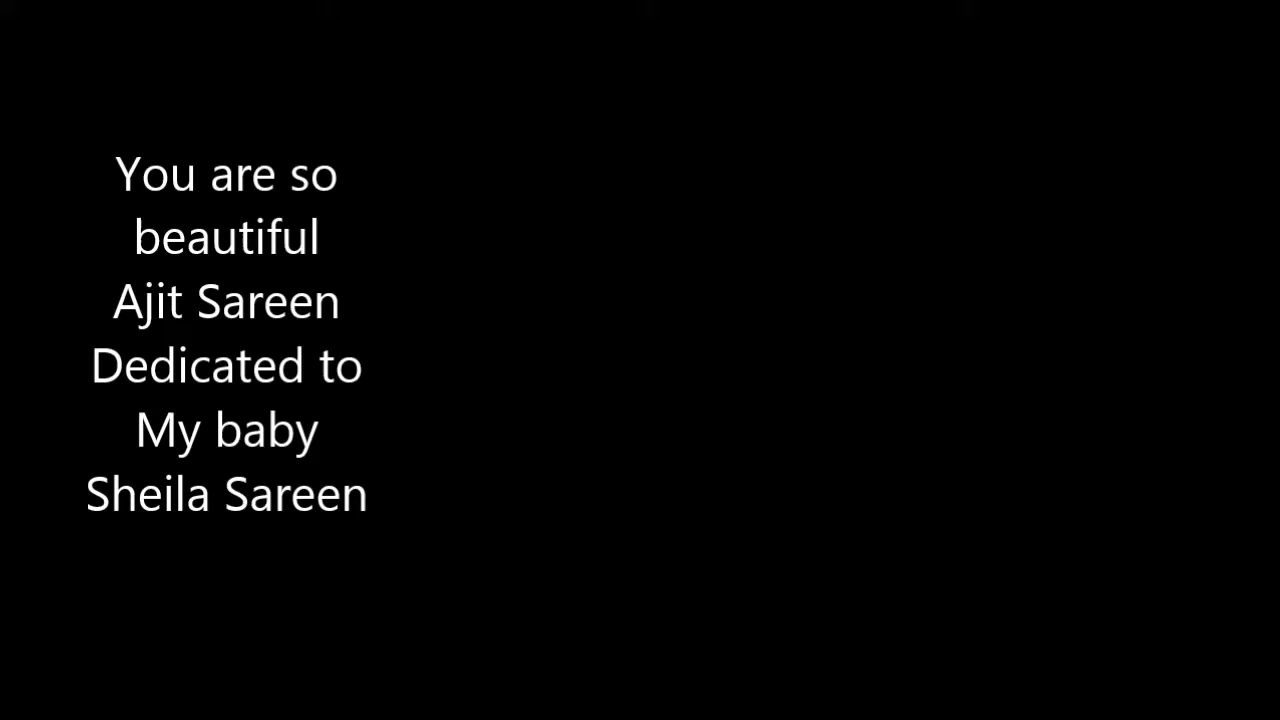 You are so
beautiful
Ajit Sareen
Dedicated to
My baby
Sheila Sareen